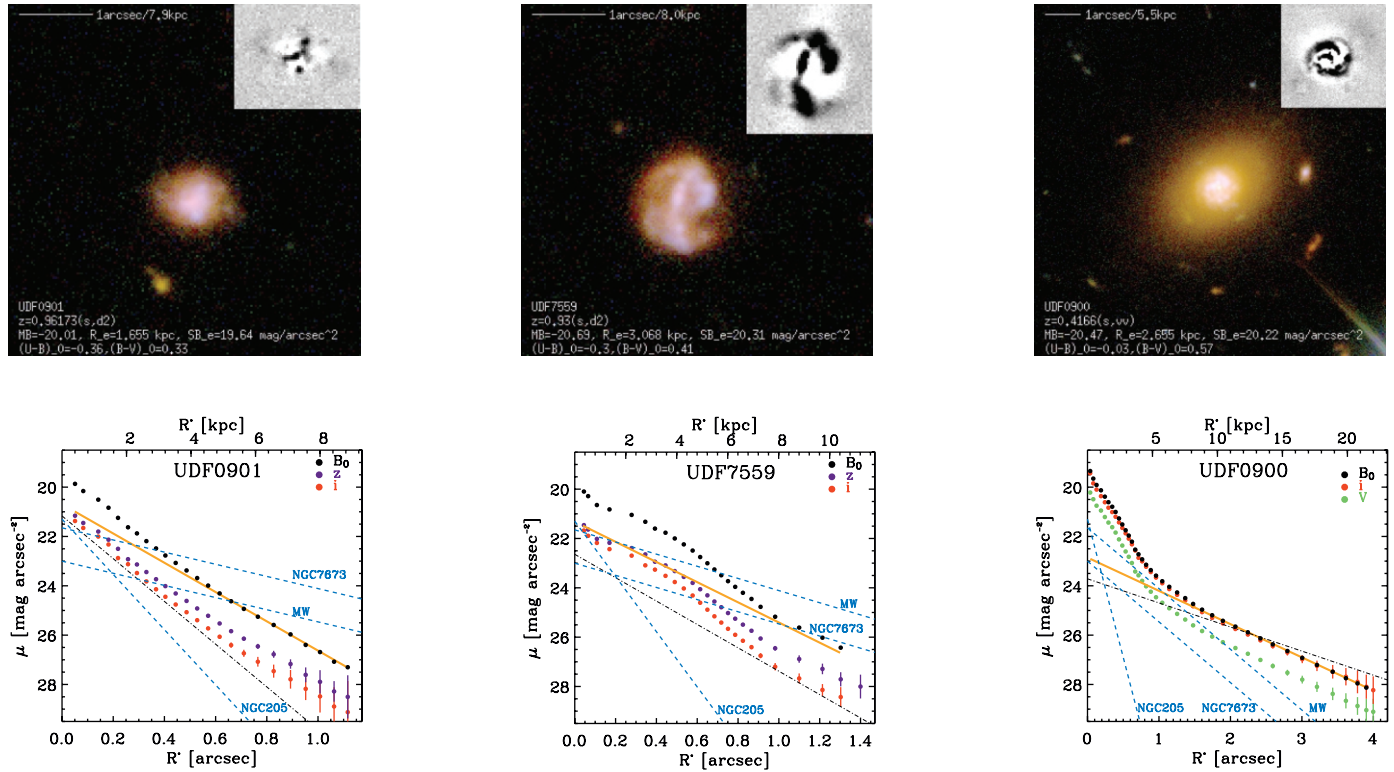 1arcsec/7.9kpc
UDF0901
z=0.96173(s,d2)
MB=-20.01, R_e=1.655 kpc, SB_e=19.64 mag/arcsec^2
(U-B)_0=-0.36,(B-V)_0=0.33
1arcsec/8.0kpc
UDF7559
z=0.93(s,d2)
MB=-20.69, R_e=3.068 kpc, SB_e=20.31 mag/arcsec^2
(U-B)_0=-0.3,(B-V)_0=0.41
1arcsec/5.5kpc
UDF0900
z=0.4166(s,vv)
MB=-20.47, R_e=2.655 kpc, SB_e=20.22 mag/arcsec^2
(U-B)_0=-0.03,(B-V)_0=0.57
R* [kpc]
2 4 6 8
UDF0901
B₀
z
i
μ [mag arcsec⁻²]
20
22
24
26
28
NGC7673
MW
NGC205
0.0 0.2 0.4 0.6 0.8 1.0
R* [arcsec]
R* [kpc]
2 4 6 8 10
UDF7559
B₀
z
i
μ [mag arcsec⁻²]
20
22
24
26
28
MW
NGC7673
NGC205
0.0 0.2 0.4 0.6 0.8 1.0 1.2 1.4
R* [arcsec]
R* [kpc]
5 10 15 20
UDF0900
B₀
i
V
μ [mag arcsec⁻²]
20
22
24
26
28
NGC205 NGC7673 MW
0 1 2 3 4
R* [arcsec]